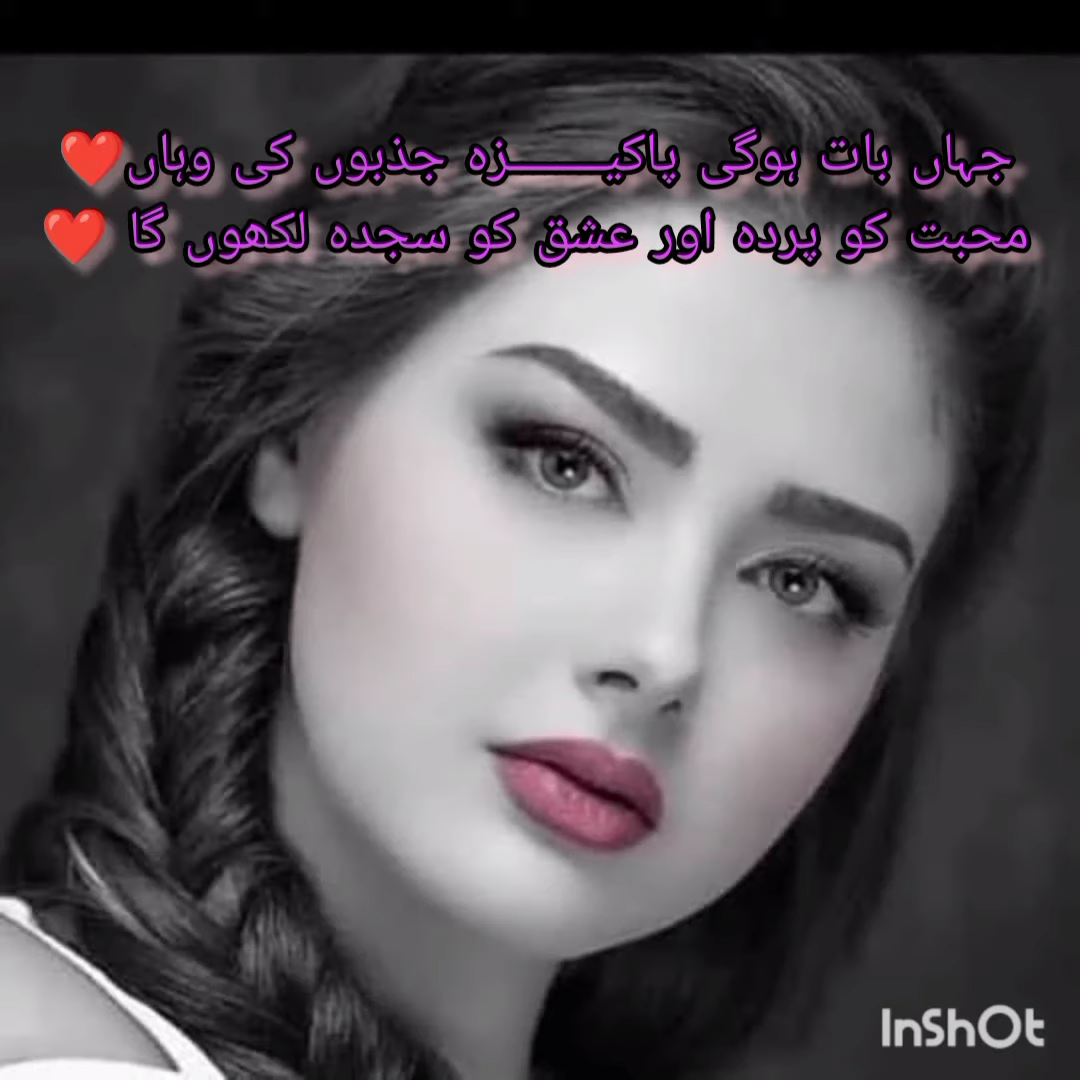 جہاں بات ہوگی پاکیـــــزہ جذبوں کی وہاں❤️
محبت کو پردہ اور عشق کو سجدہ لکھوں گا ❤️
InShOt